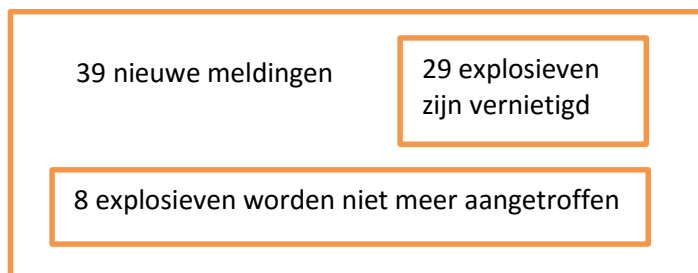 39 nieuwe meldingen
29 explosieven
zijn vernietigd
8 explosieven worden niet meer aangetroffen